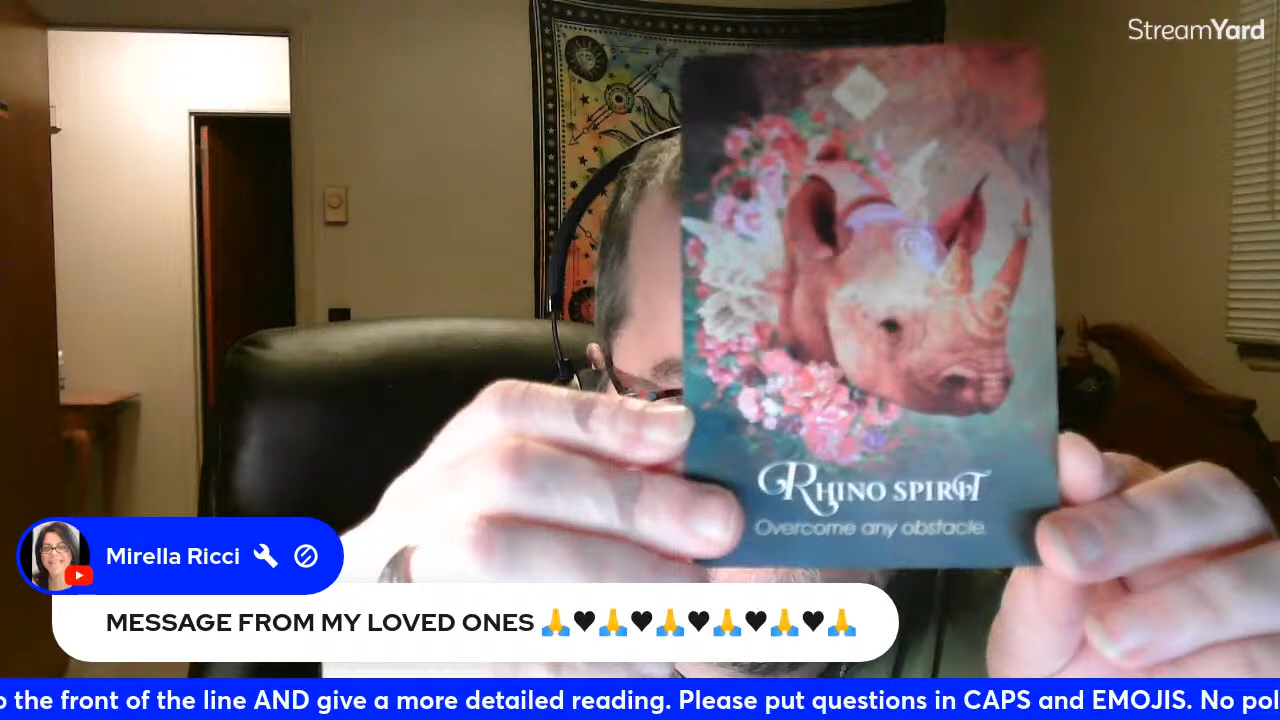 StreamYard
RHINO SPIRIT
Overcome any obstacle.
Mirella Ricci
MESSAGE FROM MY LOVED ONES 🙏♥🙏♥🙏♥🙏♥🙏♥🙏
the front of the line AND give a more detailed reading. Please put questions in CAPS and EMOJIS. No